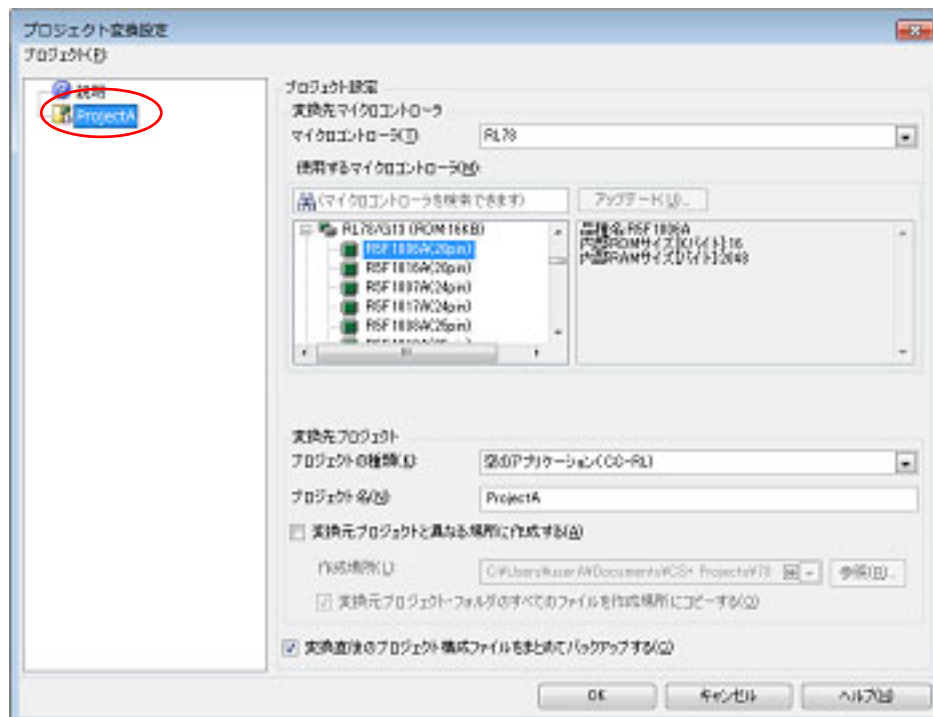 プロジェクト変換設定
プロジェクト(P):
説明
ProjectA
プロジェクト設定
変換先マイクロコントローラ
マイクロコントローラ(T): RL78
使用するマイクロコントローラ(M):
(マイクロコントローラを検索できます) アップデート(U)...
RL78/G13 (ROM:16KB)
R5F1006A(20pin)
R5F1016A(20pin)
R5F1007A(24pin)
R5F1017A(24pin)
R5F1008A(25pin)
品種名:R5F1006A
内部ROMサイズ[Kバイト]:16
内部RAMサイズ[バイト]:2048
変換先プロジェクト
プロジェクトの種類(K): 空のアプリケーション(CC-RL)
プロジェクト名(N): ProjectA
変換元プロジェクトと異なる場所に作成する(A)
作成場所(L): 参照(R)...
変換元プロジェクト・フォルダのすべてのファイルを作成場所にコピーする(O)
変換直後のプロジェクト構成ファイルをまとめてバックアップする(C)
OK キャンセル ヘルプ(H)